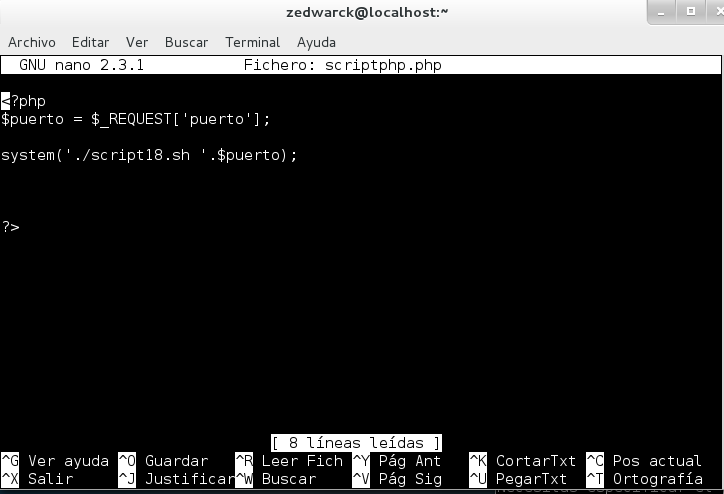 zedwarck@localhost:~
Archivo Editar Ver Buscar Terminal Ayuda
GNU nano 2.3.1 Fichero: scriptphp.php
<?php
$puerto = $_REQUEST['puerto'];
system('./script18.sh '.$puerto);
?>
[ 8 líneas leídas ]
^G Ver ayuda ^O Guardar ^R Leer Fich ^Y Pág Ant ^K CortarTxt ^C Pos actual
^X Salir ^J Justificar ^W Buscar ^V Pág Sig ^U PegarTxt ^T Ortografía